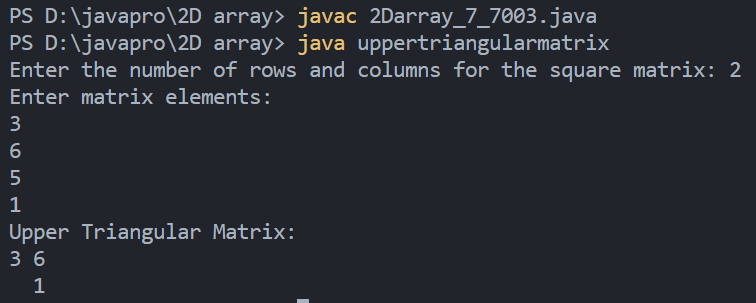 PS D:\javapro\2D array> javac 2Darray_7_7003.java
PS D:\javapro\2D array> java uppertriangularmatrix
Enter the number of rows and columns for the square matrix: 2
Enter matrix elements:
3
6
5
1
Upper Triangular Matrix:
3 6
  1